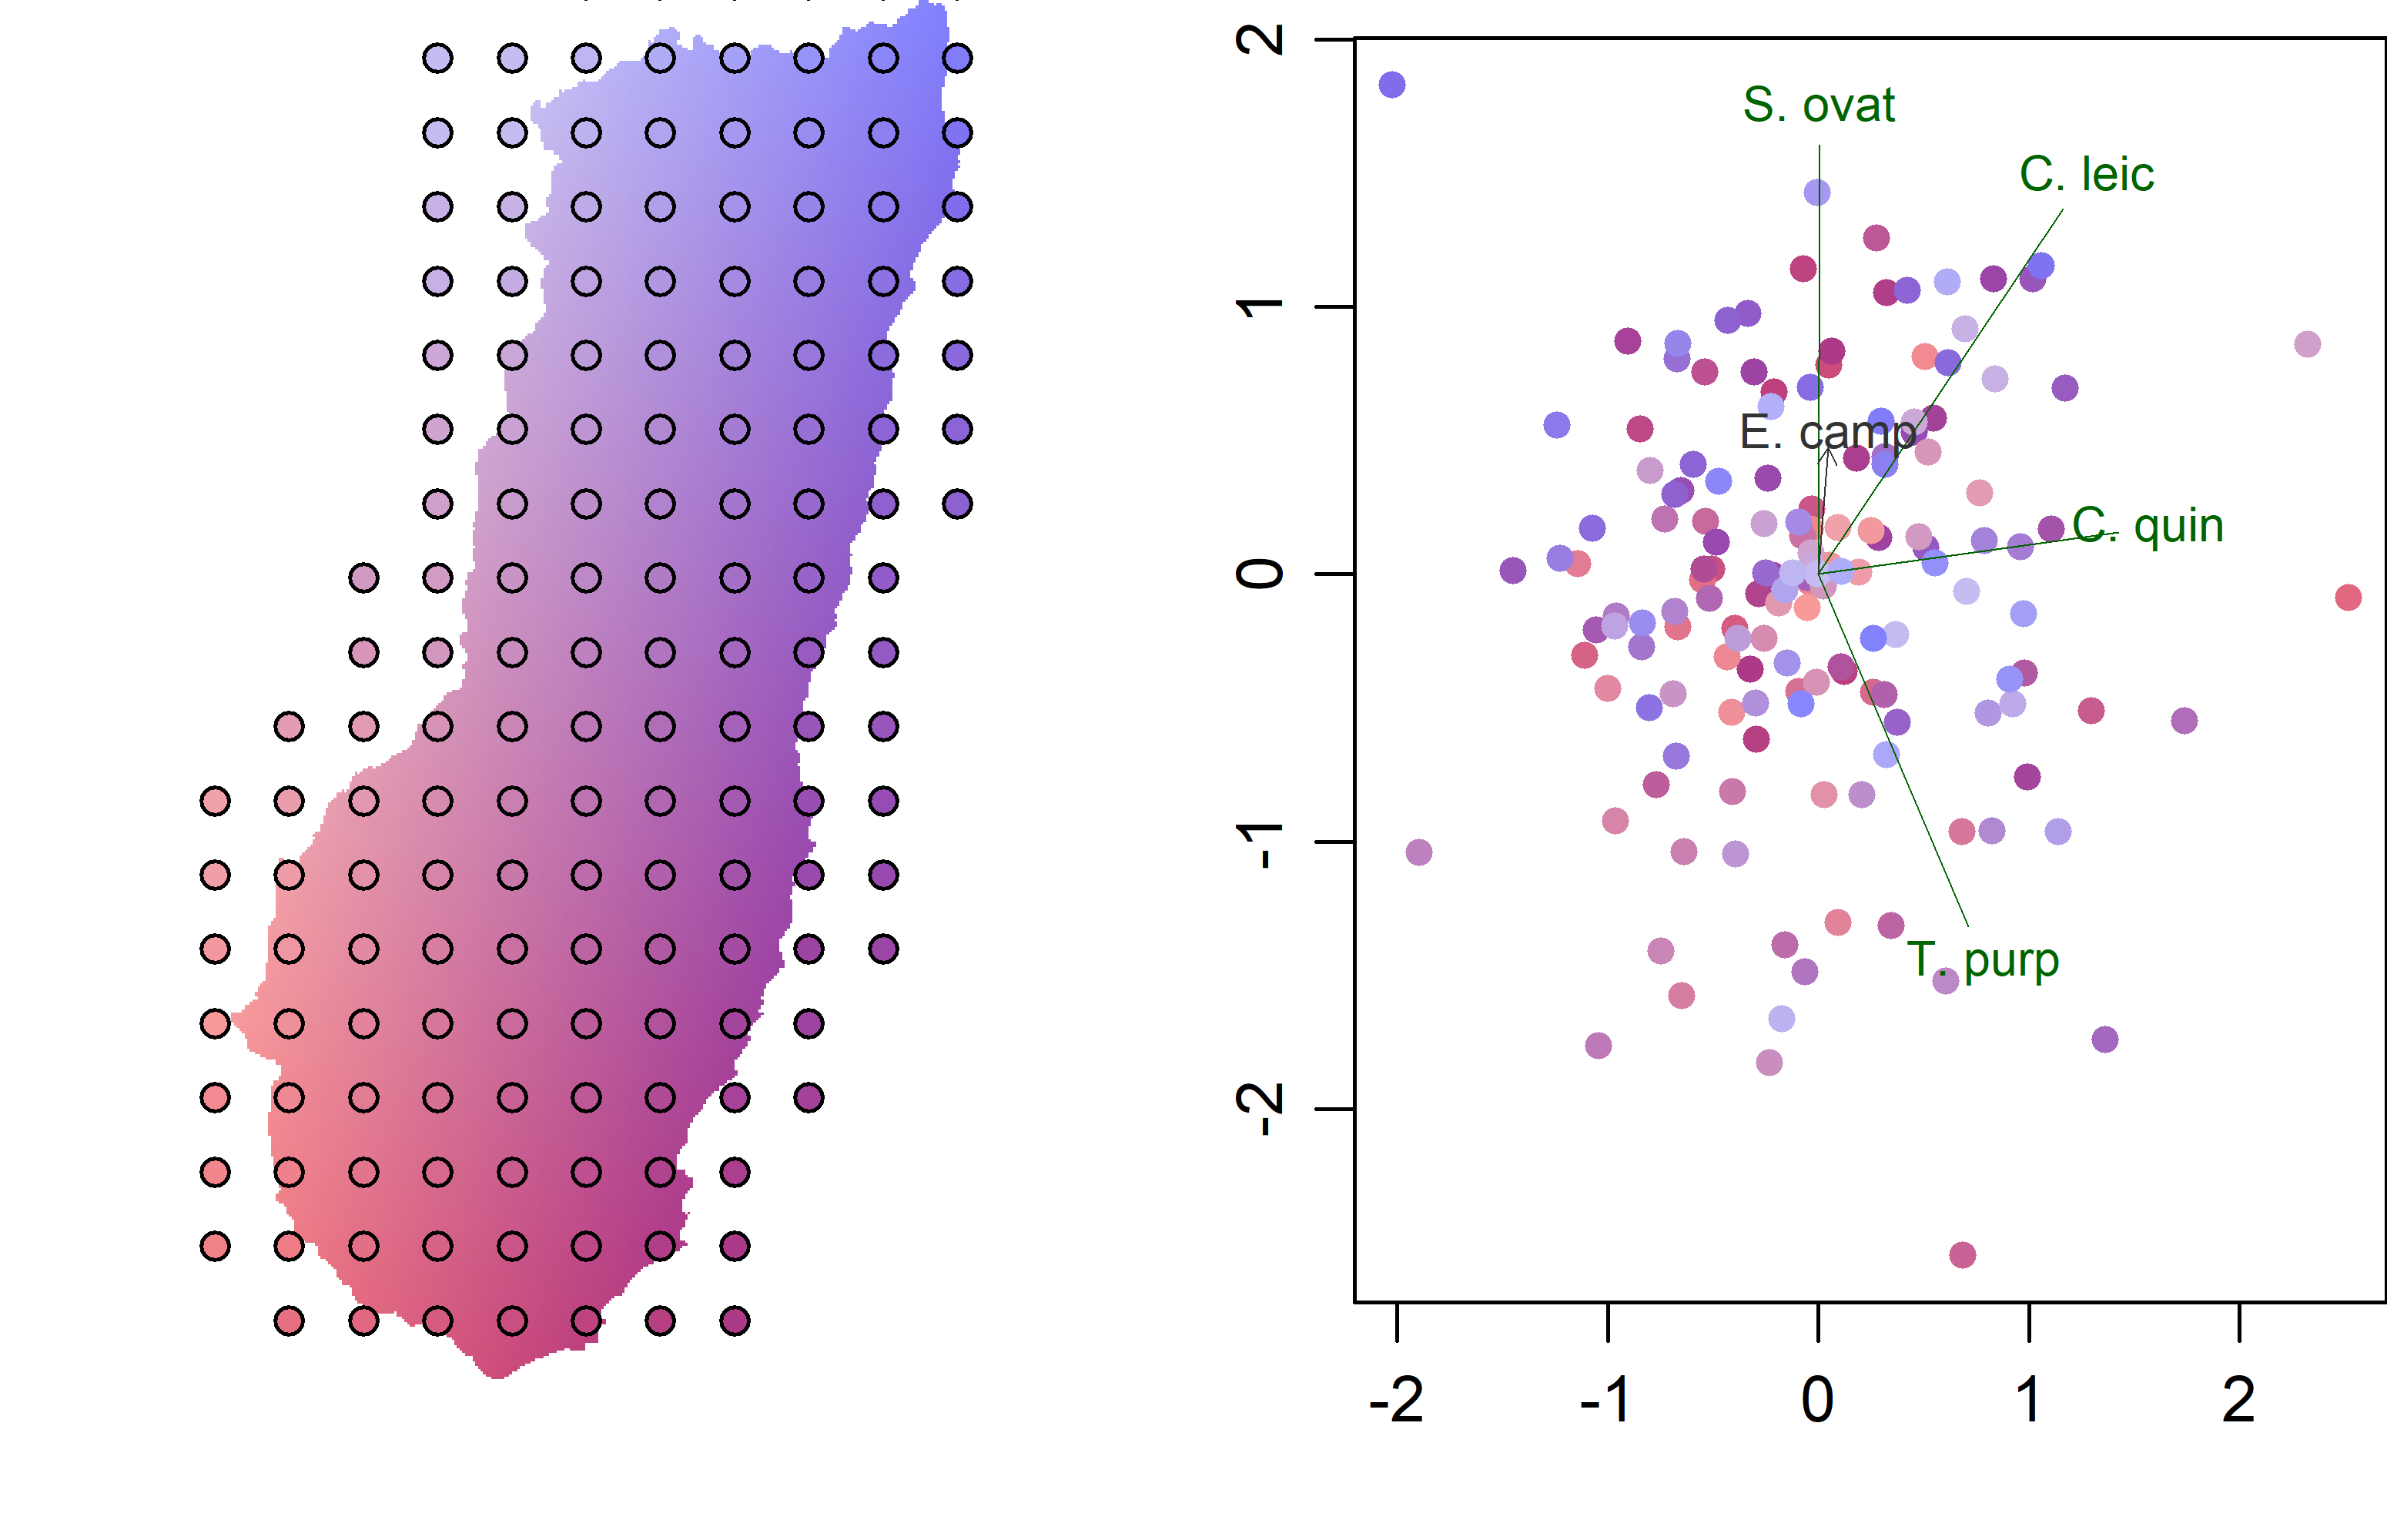 2
1
0
-1
-2
S. ovat
C. leic
E. camp
C. quin
T. purp
-2 -1 0 1 2